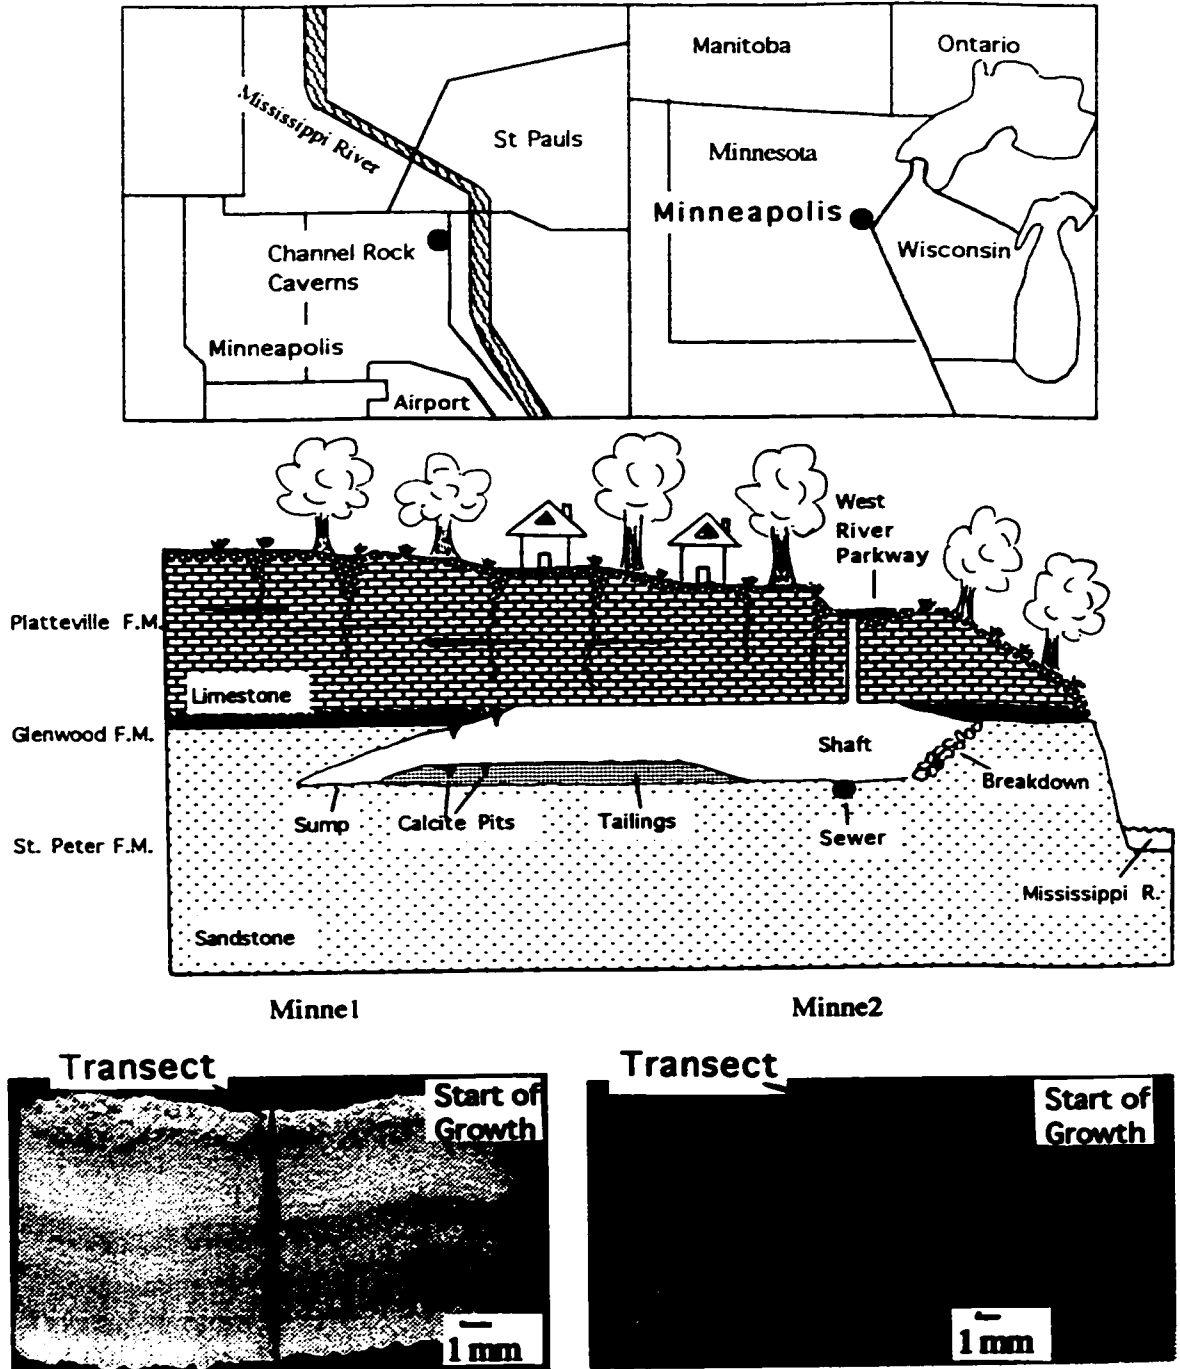 Mississippi River
St Pauls
Channel Rock
Caverns
Minneapolis
Airport
Manitoba
Ontario
Minnesota
Minneapolis
Wisconsin
West
River
Parkway
Platteville F.M.
Limestone
Glenwood F.M.
Shaft
Breakdown
Sump
Calcite Pits
Tailings
Sewer
St. Peter F.M.
Mississippi R.
Sandstone
Minne1
Minne2
Transect
Start of
Growth
1 mm
Transect
Start of
Growth
1 mm